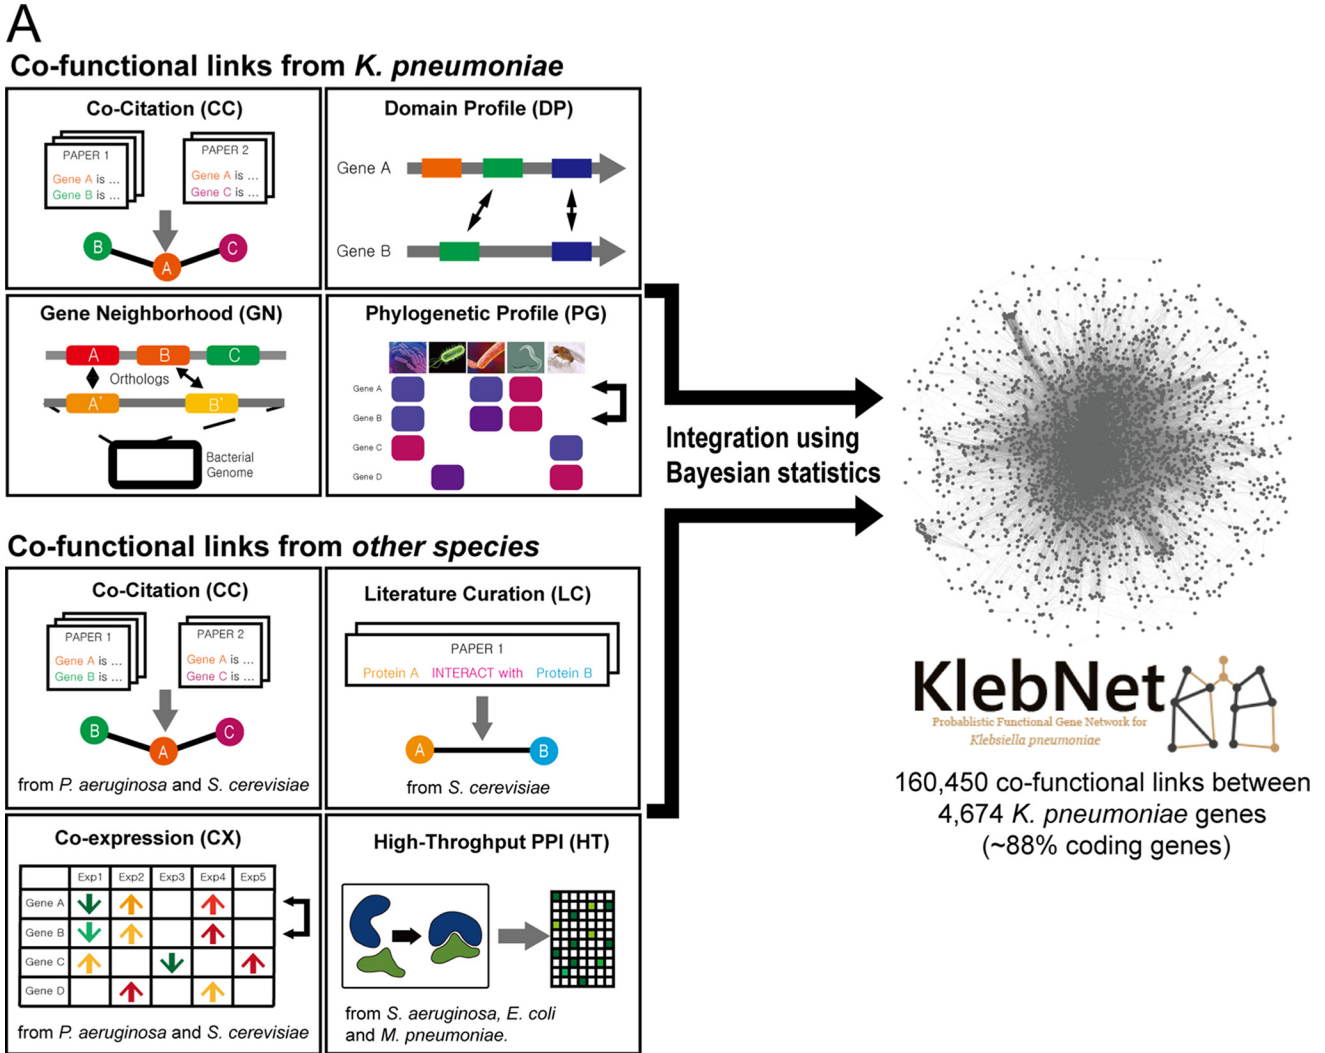 A
Co-functional links from K. pneumoniae
Co-Citation (CC)
PAPER 1
Gene A is ...
Gene B is ...
PAPER 2
Gene A is ...
Gene C is ...
B
A
C
Domain Profile (DP)
Gene A
Gene B
Gene Neighborhood (GN)
A
B
C
Orthologs
A'
B'
Bacterial
Genome
Phylogenetic Profile (PG)
Gene A
Gene B
Gene C
Gene D
Co-functional links from other species
Co-Citation (CC)
PAPER 1
Gene A is ...
Gene B is ...
PAPER 2
Gene A is ...
Gene C is ...
B
A
C
from P. aeruginosa and S. cerevisiae
Literature Curation (LC)
PAPER 1
Protein A INTERACT with Protein B
A
B
from S. cerevisiae
Co-expression (CX)
Exp1 Exp2 Exp3 Exp4 Exp5
Gene A
Gene B
Gene C
Gene D
from P. aeruginosa and S. cerevisiae
High-Throghput PPI (HT)
from S. aeruginosa, E. coli
and M. pneumoniae.
Integration using
Bayesian statistics
KlebNet
Probablistic Functional Gene Network for
Klebsiella pneumoniae
160,450 co-functional links between
4,674 K. pneumoniae genes
(~88% coding genes)